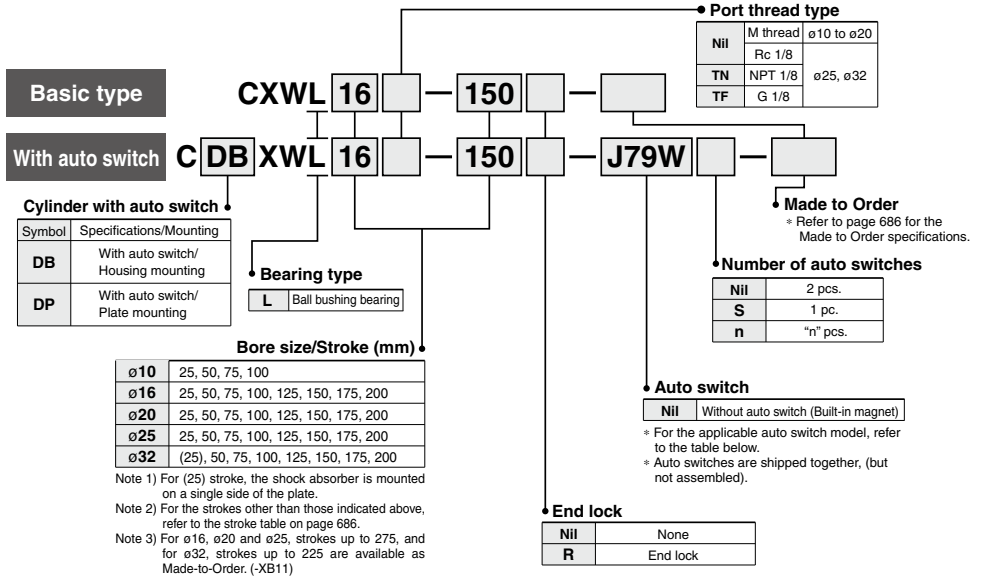 Port thread type
Nil M thread ø10 to ø20
Rc 1/8 ø25, ø32
TN NPT 1/8
TF G 1/8
Basic type CXWL 16 — 150 —
With auto switch C DB XWL 16 — 150 — J79W —
Cylinder with auto switch
Symbol Specifications/Mounting
DB With auto switch/
Housing mounting
DP With auto switch/
Plate mounting
Bearing type
L Ball bushing bearing
Made to Order
* Refer to page 686 for the
Made to Order specifications.
Number of auto switches
Nil 2 pcs.
S 1 pc.
n “n” pcs.
Bore size/Stroke (mm)
ø10 25, 50, 75, 100
ø16 25, 50, 75, 100, 125, 150, 175, 200
ø20 25, 50, 75, 100, 125, 150, 175, 200
ø25 25, 50, 75, 100, 125, 150, 175, 200
ø32 (25), 50, 75, 100, 125, 150, 175, 200
Note 1) For (25) stroke, the shock absorber is mounted
on a single side of the plate.
Note 2) For the strokes other than those indicated above,
refer to the stroke table on page 686.
Note 3) For ø16, ø20 and ø25, strokes up to 275, and
for ø32, strokes up to 225 are available as
Made-to-Order. (-XB11)
Auto switch
Nil Without auto switch (Built-in magnet)
* For the applicable auto switch model, refer
to the table below.
* Auto switches are shipped together, (but
not assembled).
End lock
Nil None
R End lock